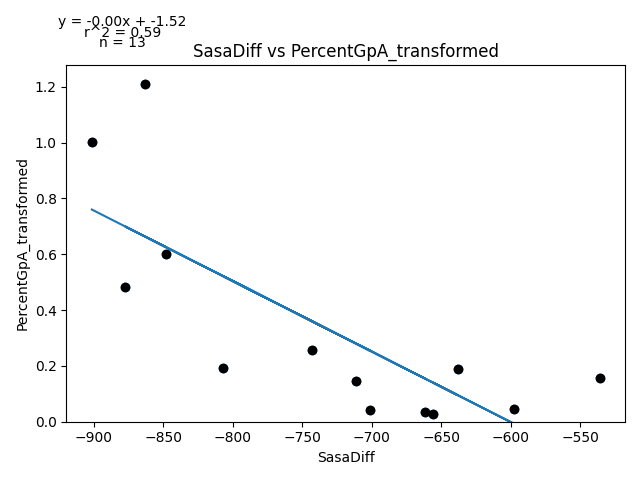 y = -0.00x + -1.52
r^2 = 0.59
n = 13
SasaDiff vs PercentGpA_transformed
1.2
1.0
0.8
0.6
0.4
0.2
0.0
PercentGpA_transformed
−900 −850 −800 −750 −700 −650 −600 −550
SasaDiff